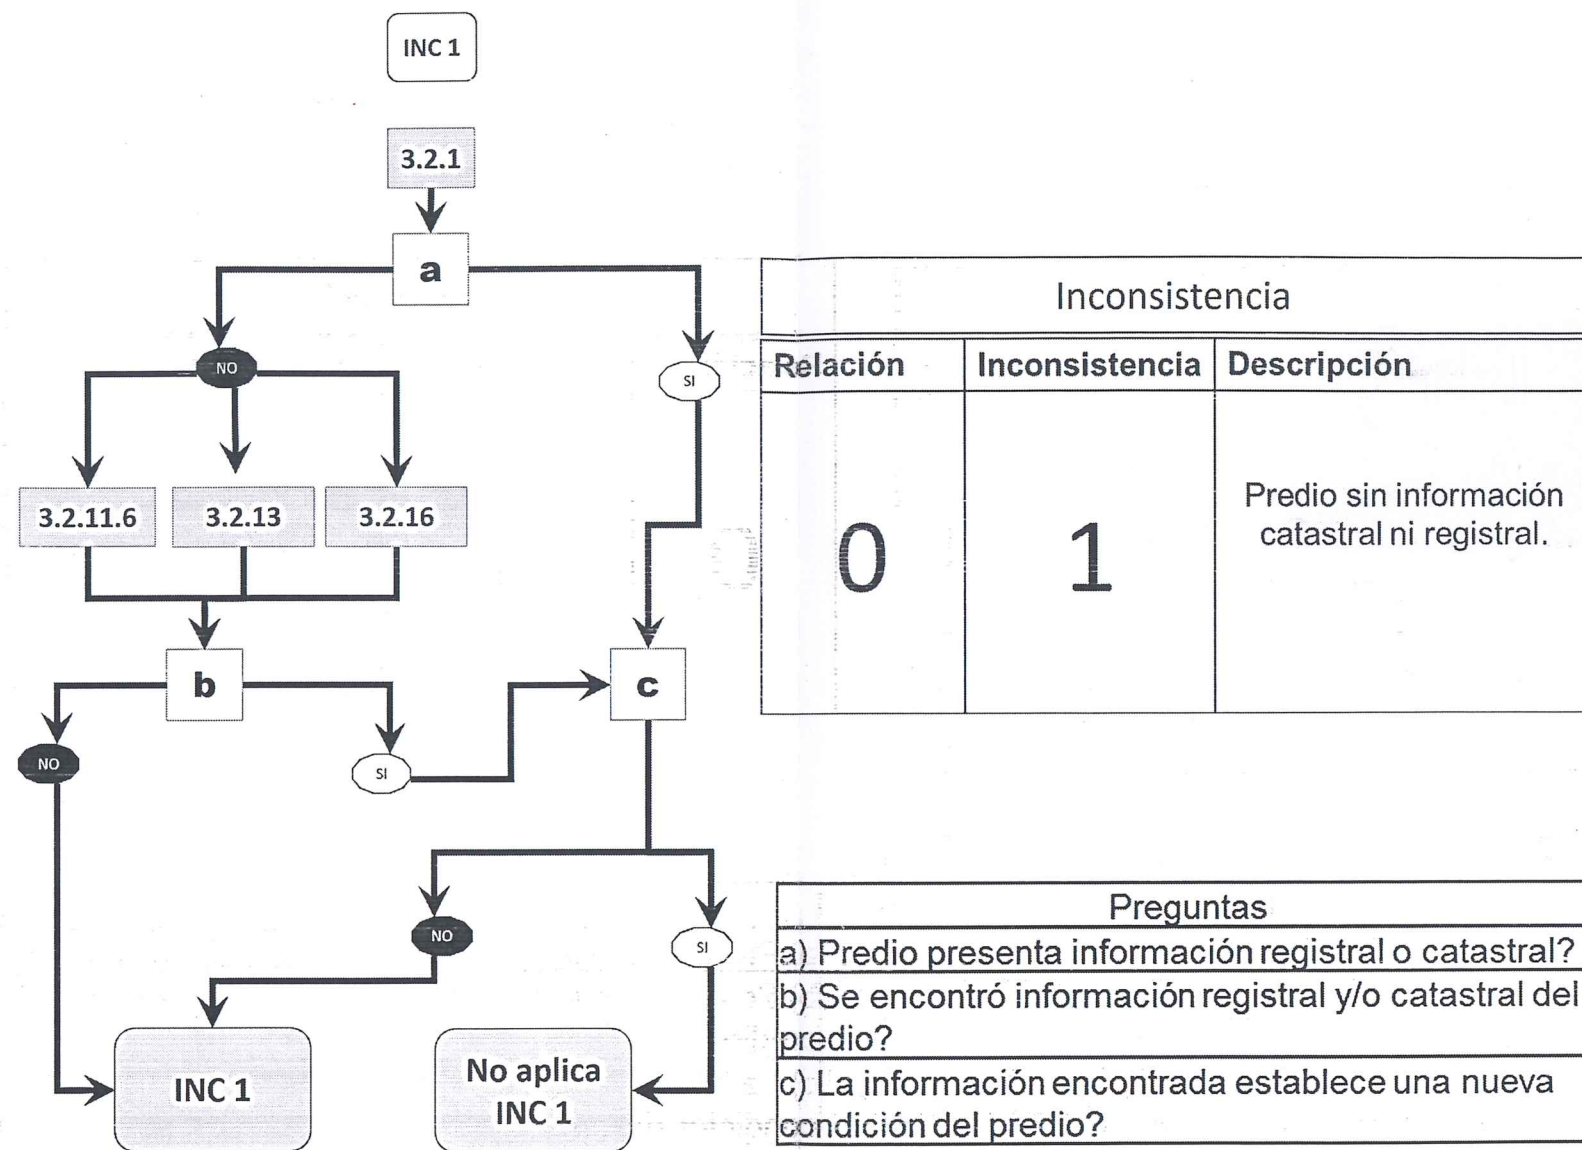 INC 1
3.2.1
a
NO
SI
3.2.11.6
3.2.13
3.2.16
b
c
NO
SI
NO
SI
INC 1
No aplica
INC 1
Inconsistencia
Relación Inconsistencia Descripción
0 1 Predio sin información
catastral ni registral.
Preguntas
a) Predio presenta información registral o catastral?
b) Se encontró información registral y/o catastral del
predio?
c) La información encontrada establece una nueva
condición del predio?